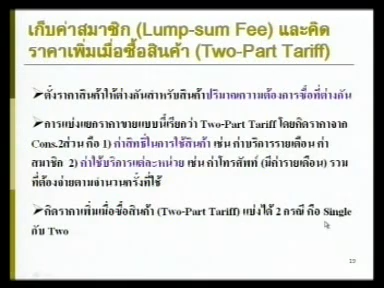 เก็บค่าสมาชิก (Lump-sum Fee) และคิด
ราคาเพิ่มเมื่อซื้อสินค้า (Two-Part Tariff)
ตั้งราคาสินค้าให้ต่างกันสำหรับสินค้าปริมาณความต้องการซื้อที่ต่างกัน
การแบ่งแยกราคาขายแบบนี้เรียกว่า Two-Part Tariff โดยคิดราคาจาก
Cons.2ส่วน คือ 1) ค่าสิทธิในการใช้สินค้า เช่น ค่าบริการรายเดือน ค่า
สมาชิก 2) ค่าใช้บริการแต่ละหน่วย เช่น ค่าโทรศัพท์ (มีค่ารายเดือน) รวม
ที่ต้องจ่ายตามจำนวนครั้งที่ใช้
คิดราคาเพิ่มเมื่อซื้อสินค้า (Two-Part Tariff) แบ่งได้ 2 กรณี คือ Single
กับ Two